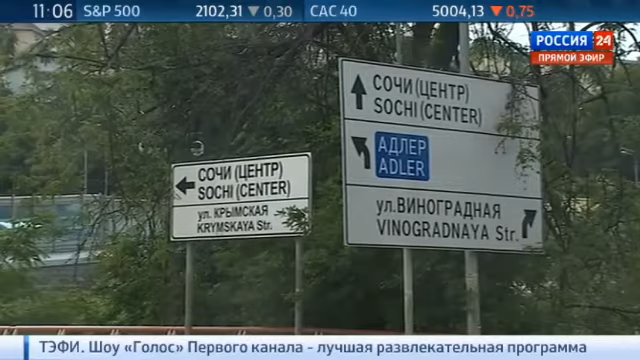 11:06 S&P 500 2102,31 ▼ 0,30 CAC 40 5004,13 ▼ 0,75
РОССИЯ 24
ПРЯМОЙ ЭФИР
СОЧИ (ЦЕНТР)
SOCHI (CENTER)
АДЛЕР
ADLER
ул.ВИНОГРАДНАЯ
VINOGRADNAYA Str.
СОЧИ (ЦЕНТР)
SOCHI (CENTER)
ул. КРЫМСКАЯ
KRYMSKAYA Str.
ТЭФИ. Шоу «Голос» Первого канала - лучшая развлекательная программа